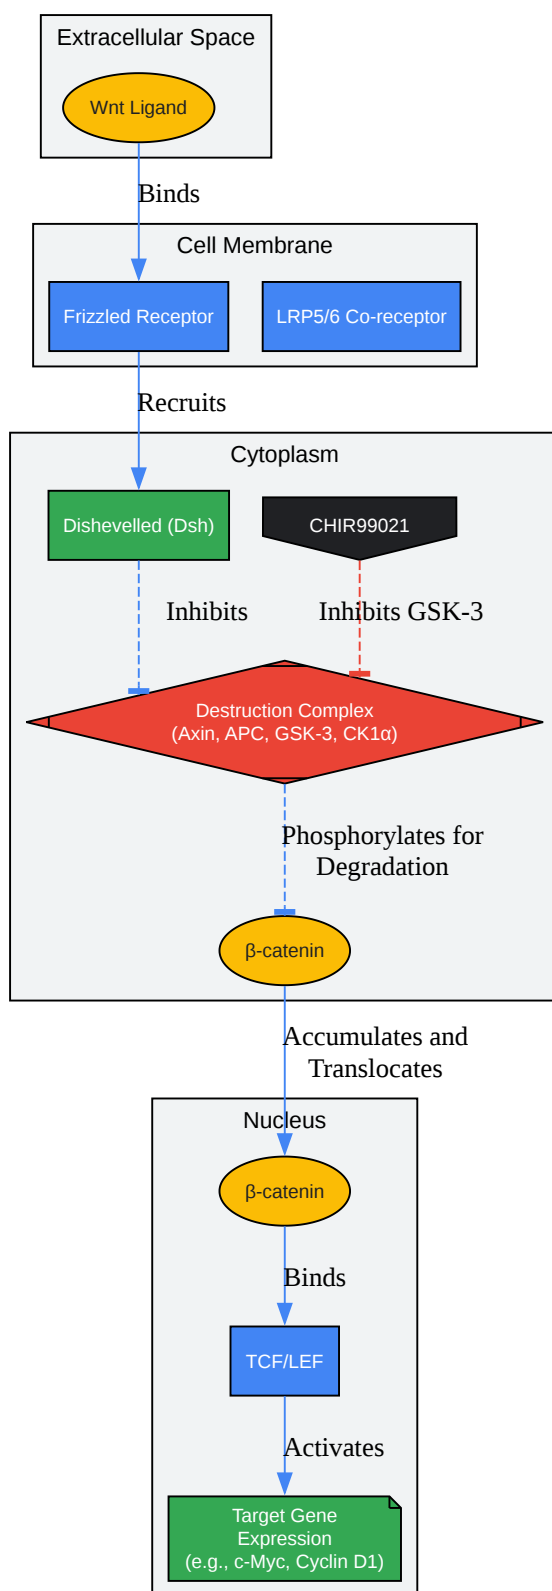 Extracellular Space
Wnt Ligand
Binds
Cell Membrane
Frizzled Receptor
LRP5/6 Co-receptor
Recruits
Cytoplasm
Dishevelled (Dsh)
CHIR99021
Inhibits
Inhibits GSK-3
Destruction Complex
(Axin, APC, GSK-3, CK1α)
Phosphorylates for
Degradation
β-catenin
Accumulates and
Translocates
Nucleus
β-catenin
Binds
TCF/LEF
Activates
Target Gene
Expression
(e.g., c-Myc, Cyclin D1)